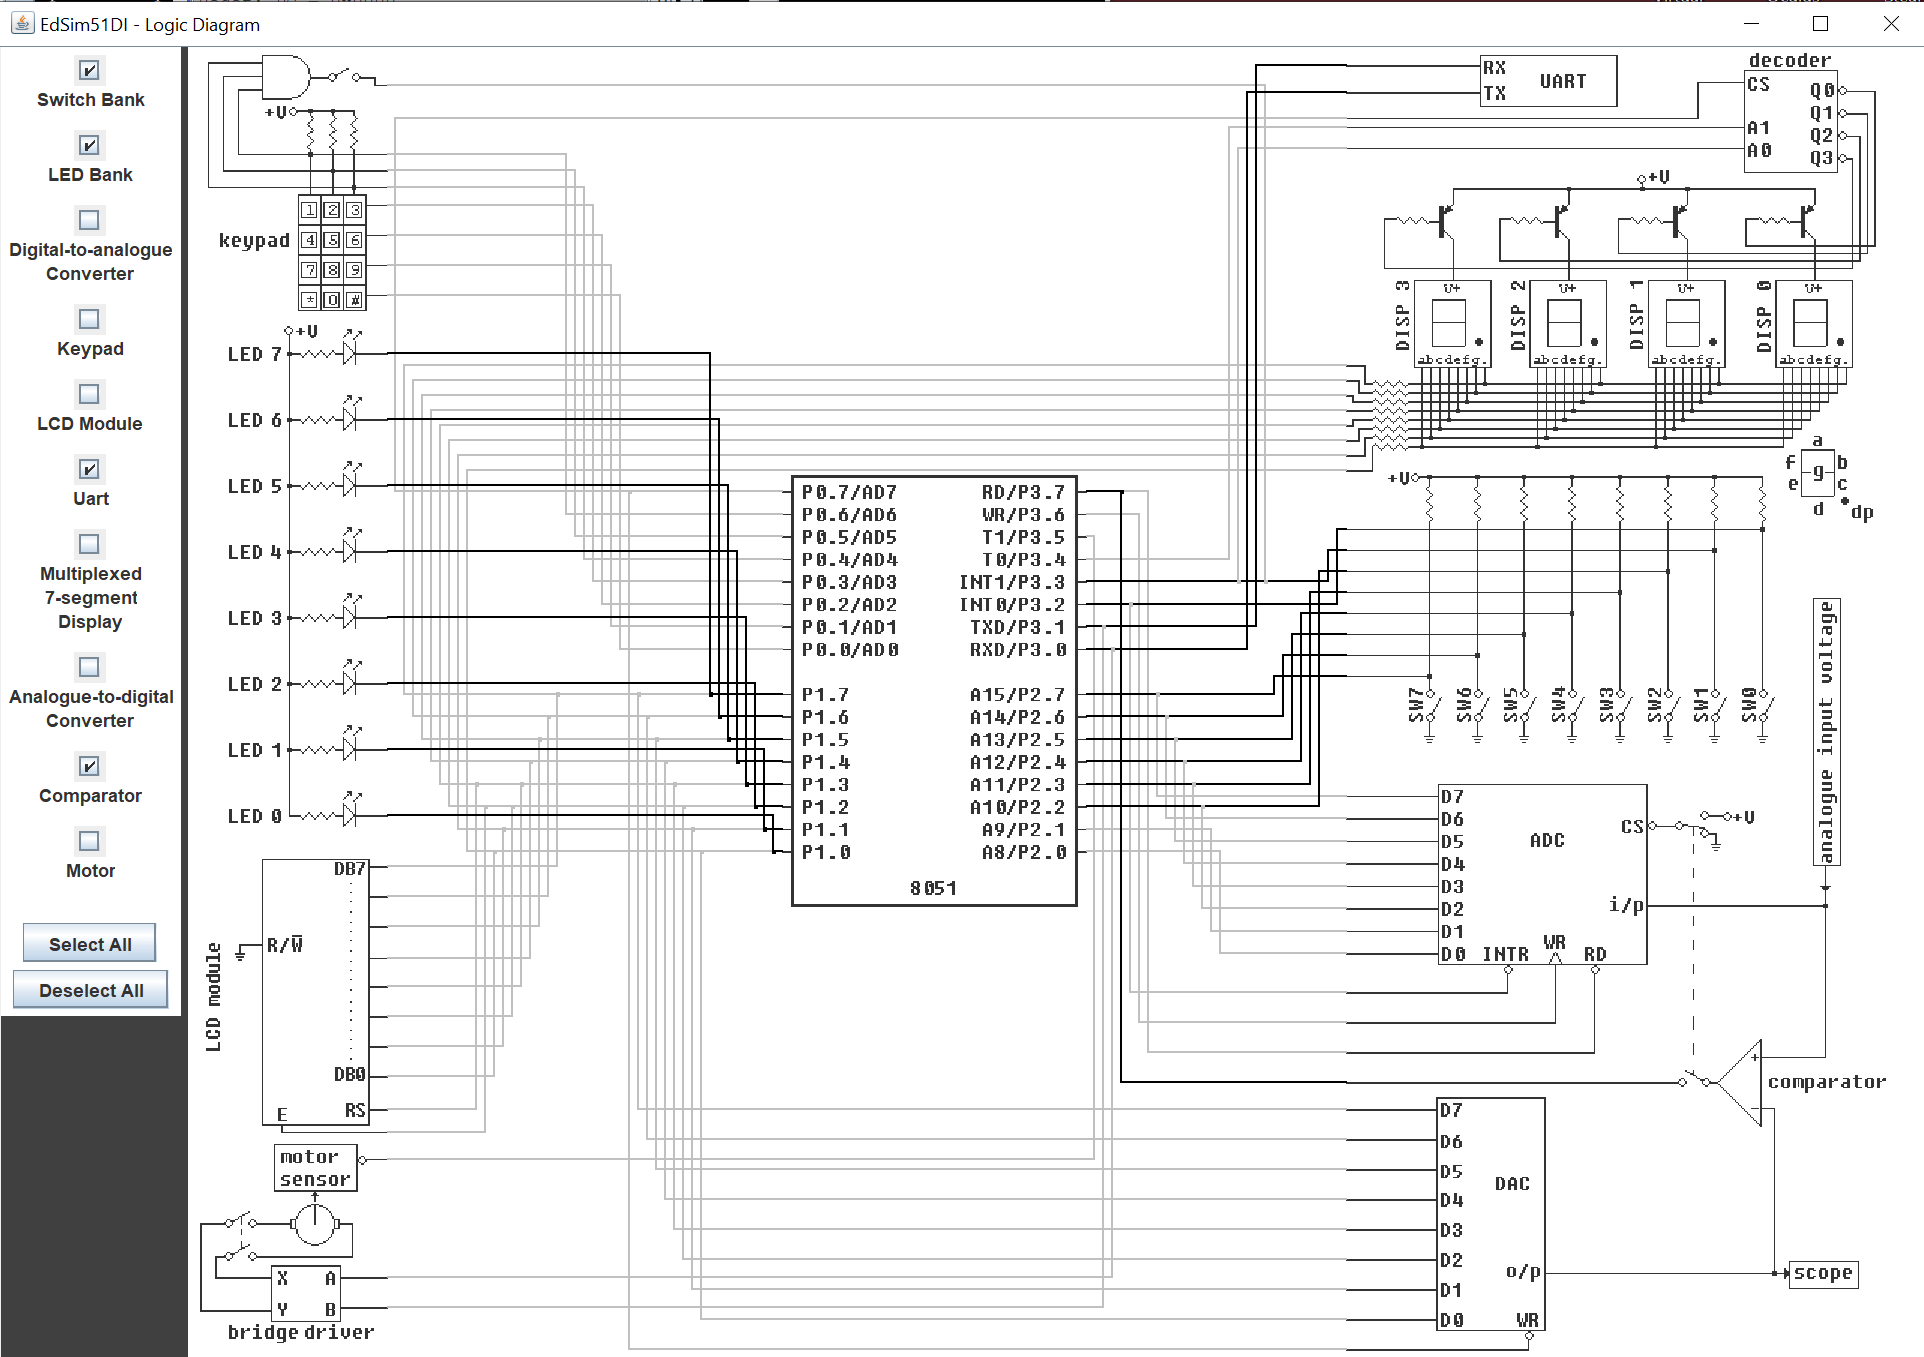 EdSim51DI - Logic Diagram
Switch Bank
LED Bank
Digital-to-analogue
Converter
Keypad
LCD Module
Uart
Multiplexed
7-segment
Display
Analogue-to-digital
Converter
Comparator
Motor
Select All
Deselect All
+V
1 2 3
4 5 6
7 8 9
* 0 #
keypad
+V
LED 7
LED 6
LED 5
LED 4
LED 3
LED 2
LED 1
LED 0
LCD module
DB7
R/W̅
DB0
RS
E
motor
sensor
X A
Y B
bridge driver
P0.7/AD7 RD/P3.7
P0.6/AD6 WR/P3.6
P0.5/AD5 T1/P3.5
P0.4/AD4 T0/P3.4
P0.3/AD3 INT1/P3.3
P0.2/AD2 INT0/P3.2
P0.1/AD1 TXD/P3.1
P0.0/AD0 RXD/P3.0
P1.7 A15/P2.7
P1.6 A14/P2.6
P1.5 A13/P2.5
P1.4 A12/P2.4
P1.3 A11/P2.3
P1.2 A10/P2.2
P1.1 A9/P2.1
P1.0 A8/P2.0
8051
RX
TX
UART
decoder
CS
A1
A0
Q0
Q1
Q2
Q3
+V
DISP 3 V+ abcdefg.
DISP 2 V+ abcdefg.
DISP 1 V+ abcdefg.
DISP 0 V+ abcdefg.
a
f b
g
e c
d dp
+V
SW7 SW6 SW5 SW4 SW3 SW2 SW1 SW0
analogue input voltage
D7
D6
D5
D4
D3
D2
D1
D0
ADC
CS
+V
i/p
INTR WR RD
+
-
comparator
D7
D6
D5
D4
D3
D2
D1
D0
DAC
o/p
WR
scope